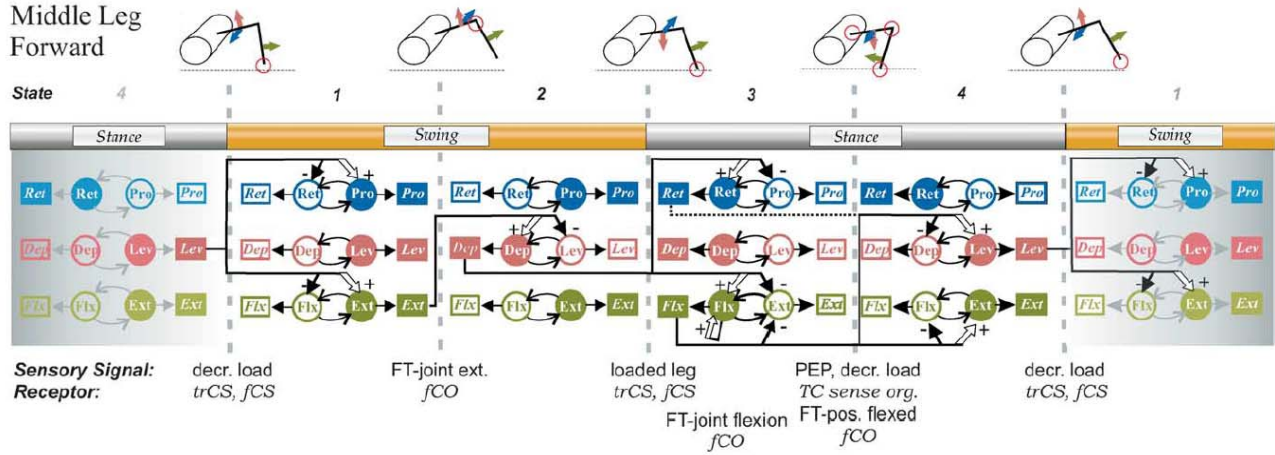 Middle Leg
Forward
State 4 1 2 3 4 1
Stance Swing Stance Swing
- + + -
Ret Ret Pro Pro Ret Ret Pro Pro Ret Ret Pro Pro Ret Ret Pro Pro Ret Ret Pro Pro Ret Ret Pro Pro
+ - - +
Dep Dep Lev Lev Dep Dep Lev Lev Dep Dep Lev Lev Dep Dep Lev Lev Dep Dep Lev Lev Dep Dep Lev Lev
- + + - - +
Flx Flx Ext Ext Flx Flx Ext Ext Flx Flx Ext Ext Flx Flx Ext Ext Flx Flx Ext Ext Flx Flx Ext Ext
+ - - +
Sensory Signal: decr. load FT-joint ext. loaded leg PEP, decr. load decr. load
Receptor: trCS, fCS fCO trCS, fCS TC sense org. trCS, fCS
FT-joint flexion FT-pos. flexed
fCO fCO